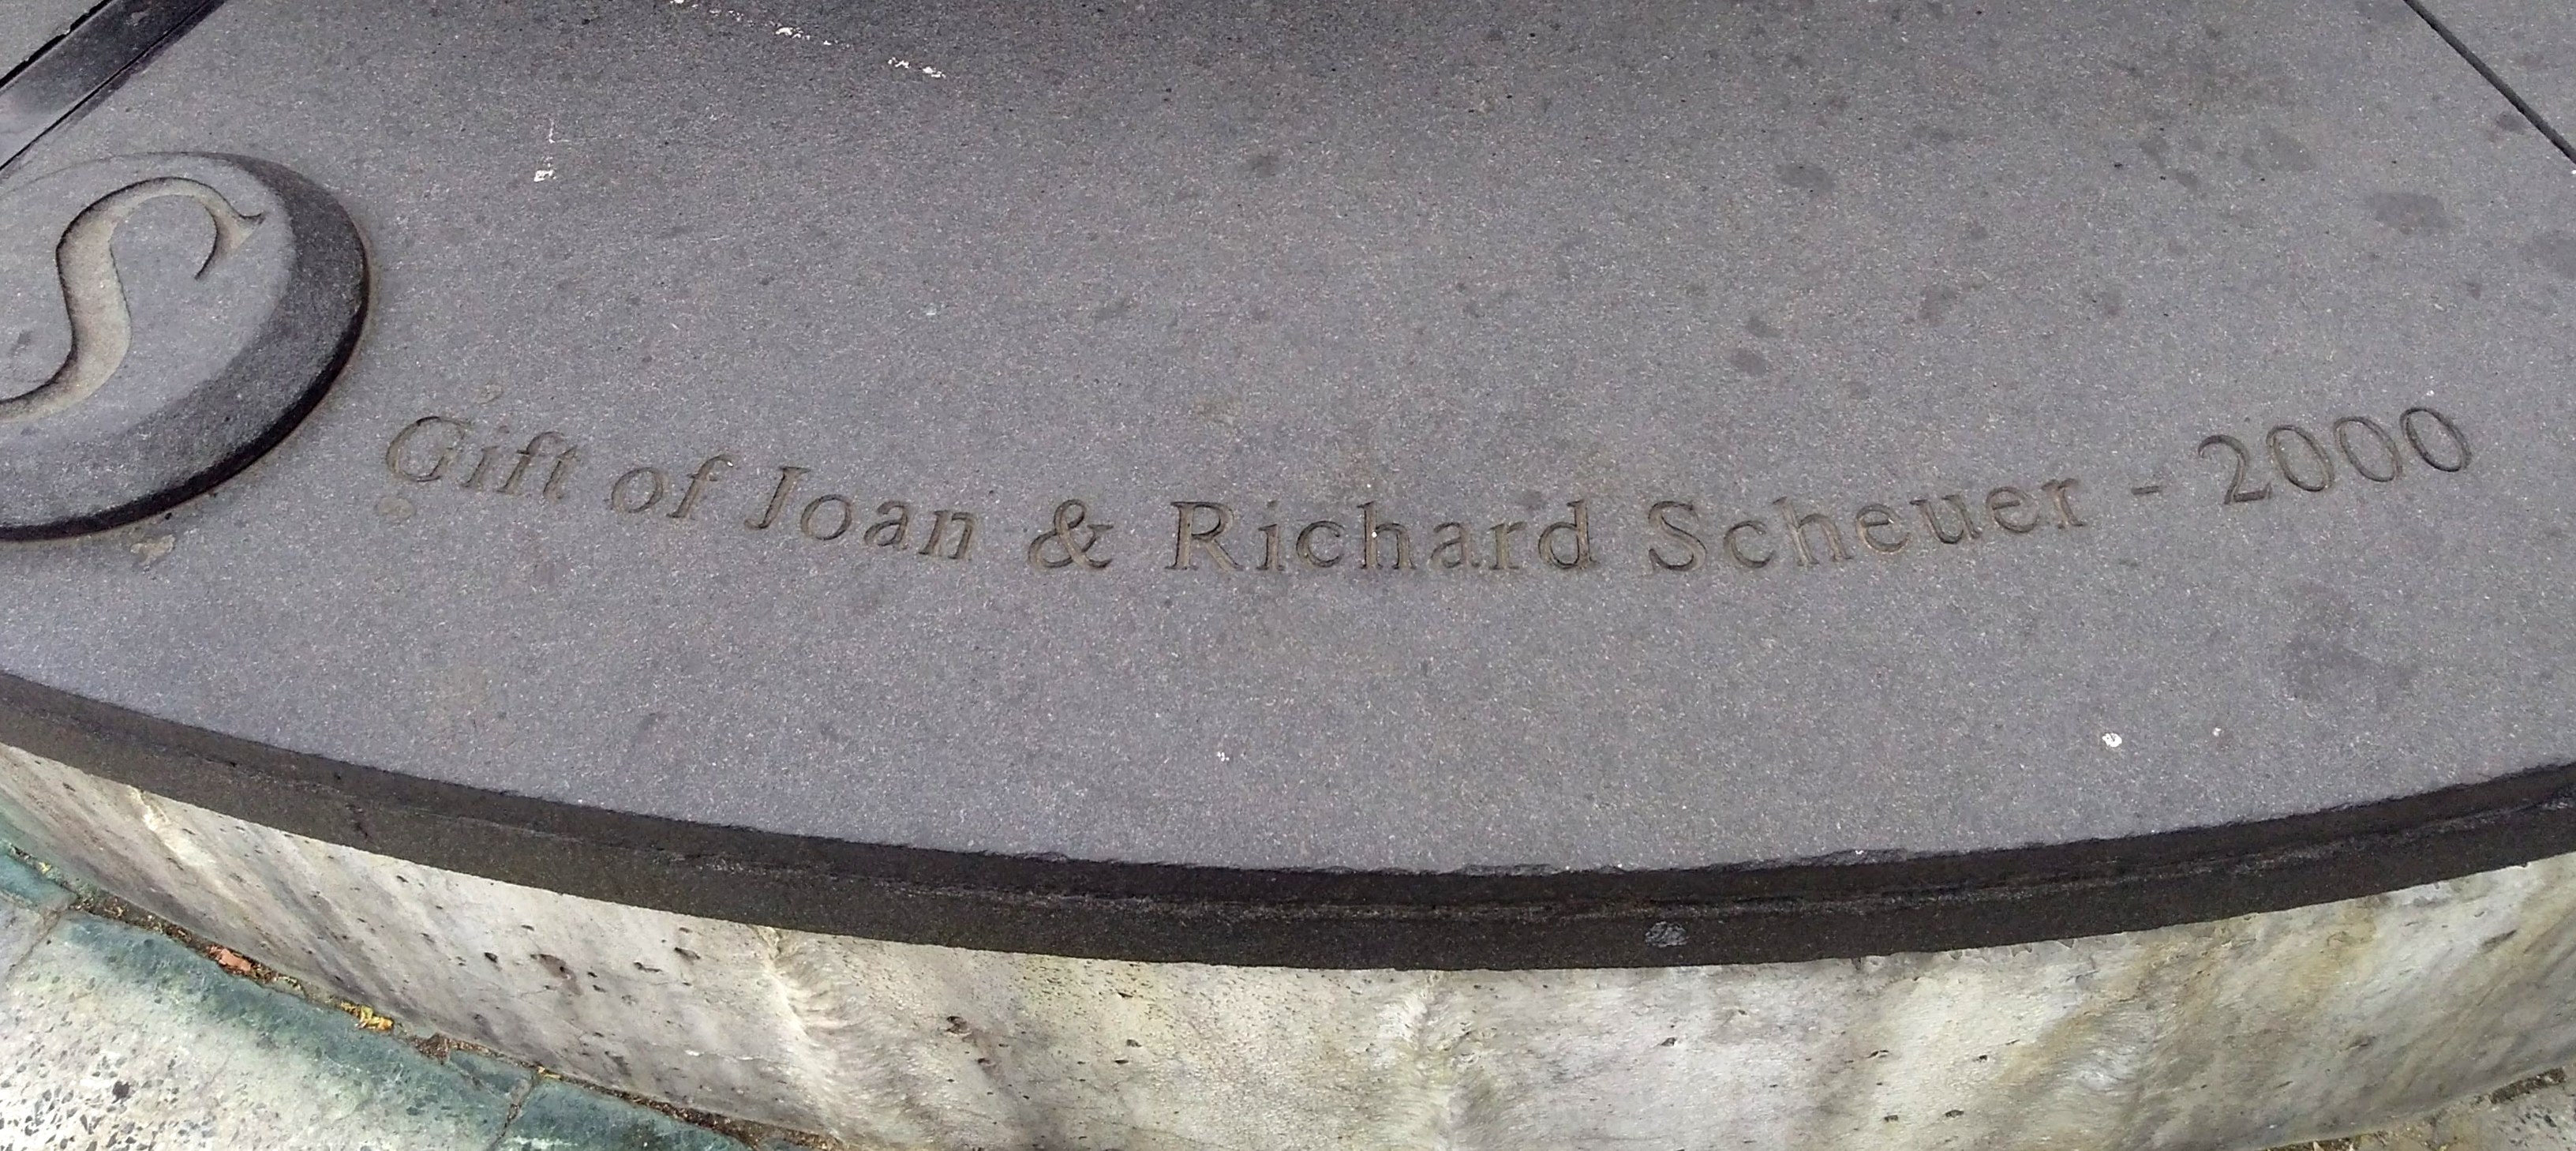 S
Gift of Joan & Richard Scheuer - 2000